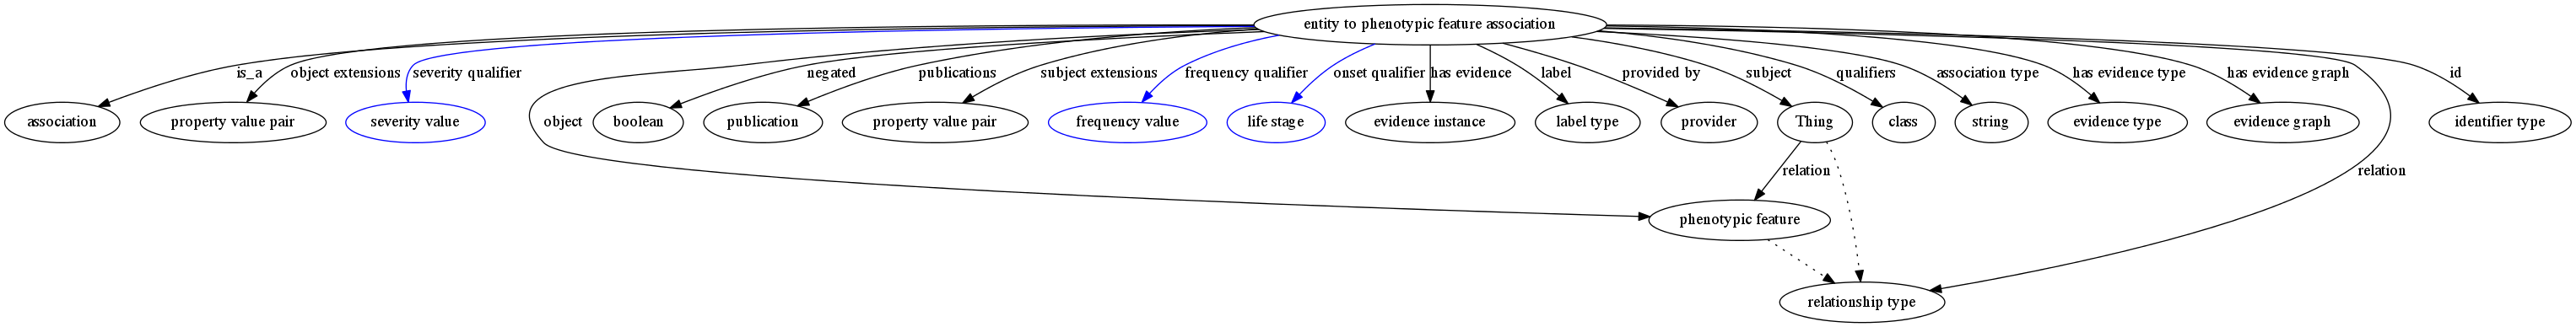 entity to phenotypic feature association
is_a
object extensions
severity qualifier
negated
publications
subject extensions
frequency qualifier
onset qualifier
has evidence
label
provided by
subject
qualifiers
association type
has evidence type
has evidence graph
id
association
property value pair
severity value
object
boolean
publication
property value pair
frequency value
life stage
evidence instance
label type
provider
Thing
class
string
evidence type
evidence graph
identifier type
relation
relation
phenotypic feature
relationship type